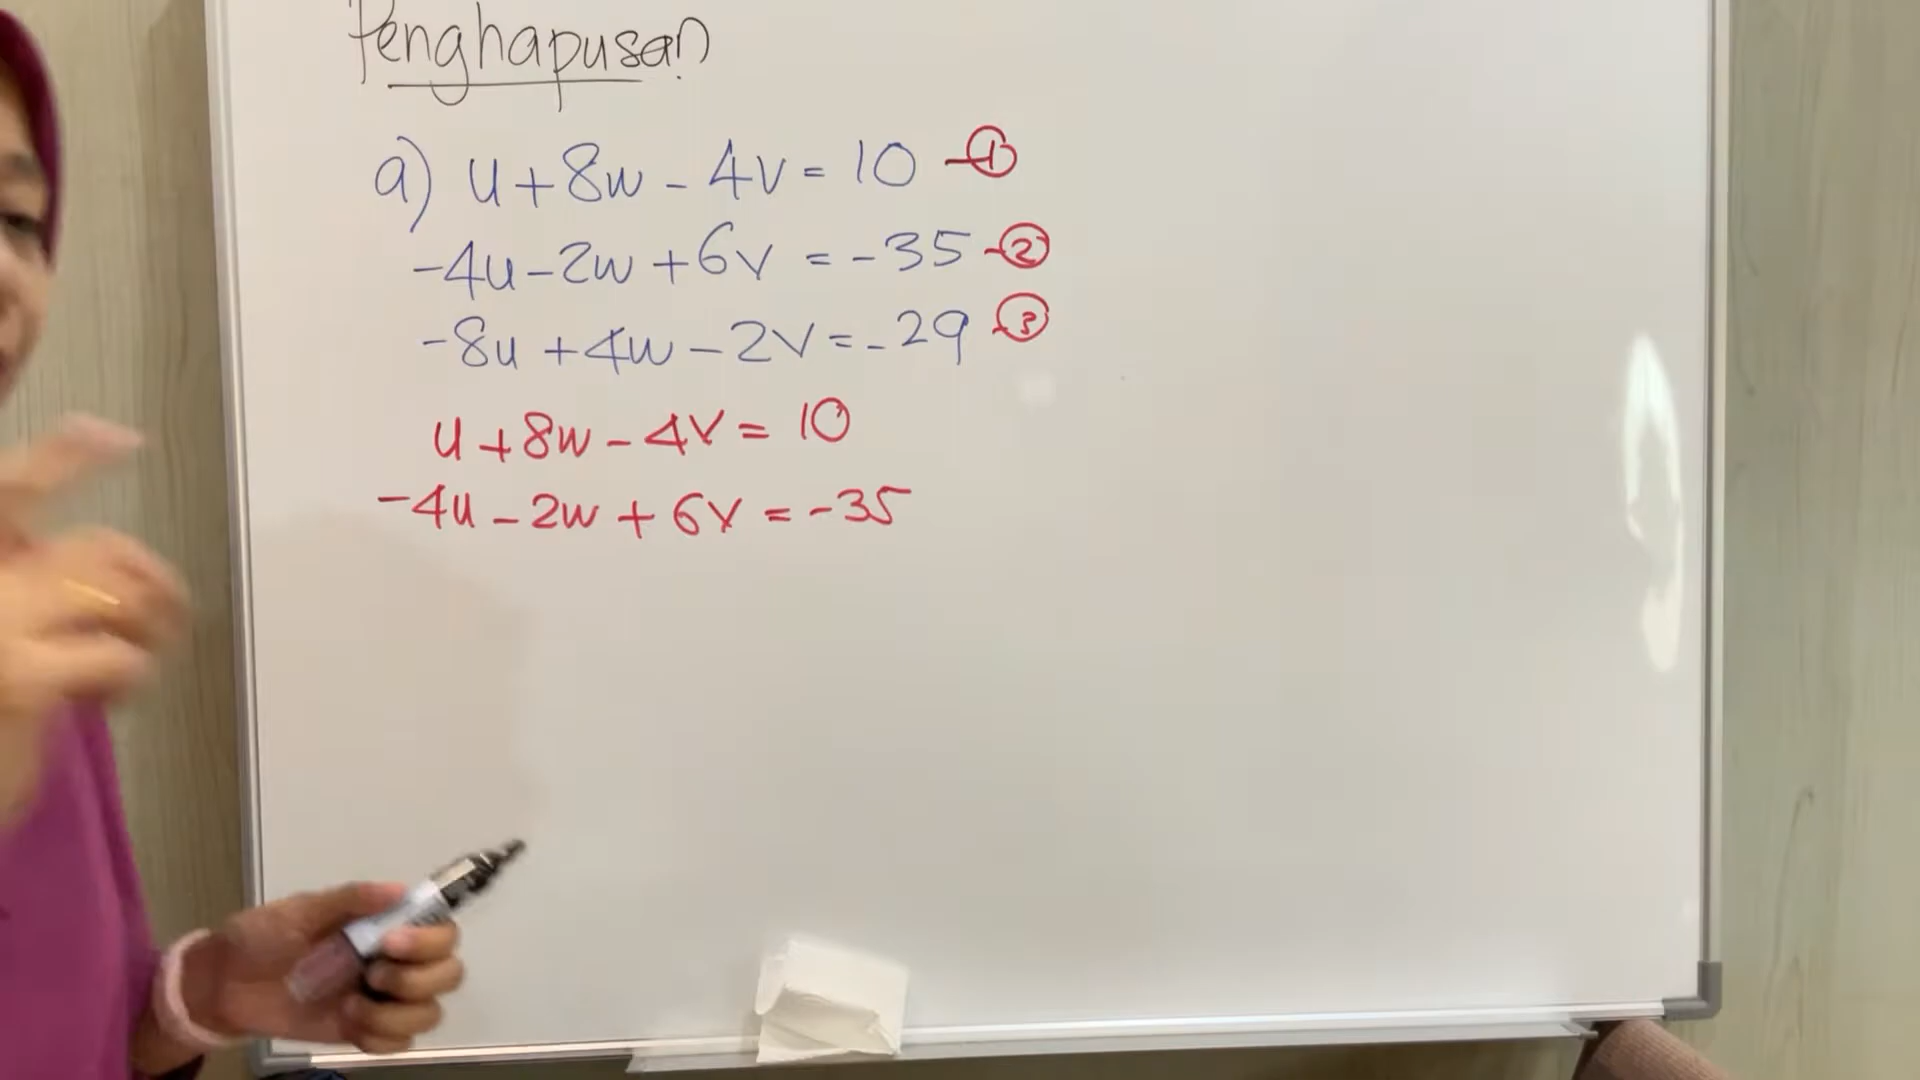 Penghapusan
a) u + 8w - 4v = 10 -①
-4u - 2w + 6v = -35 -②
-8u + 4w - 2v = -29 -③
u + 8w - 4v = 10
-4u - 2w + 6v = -35